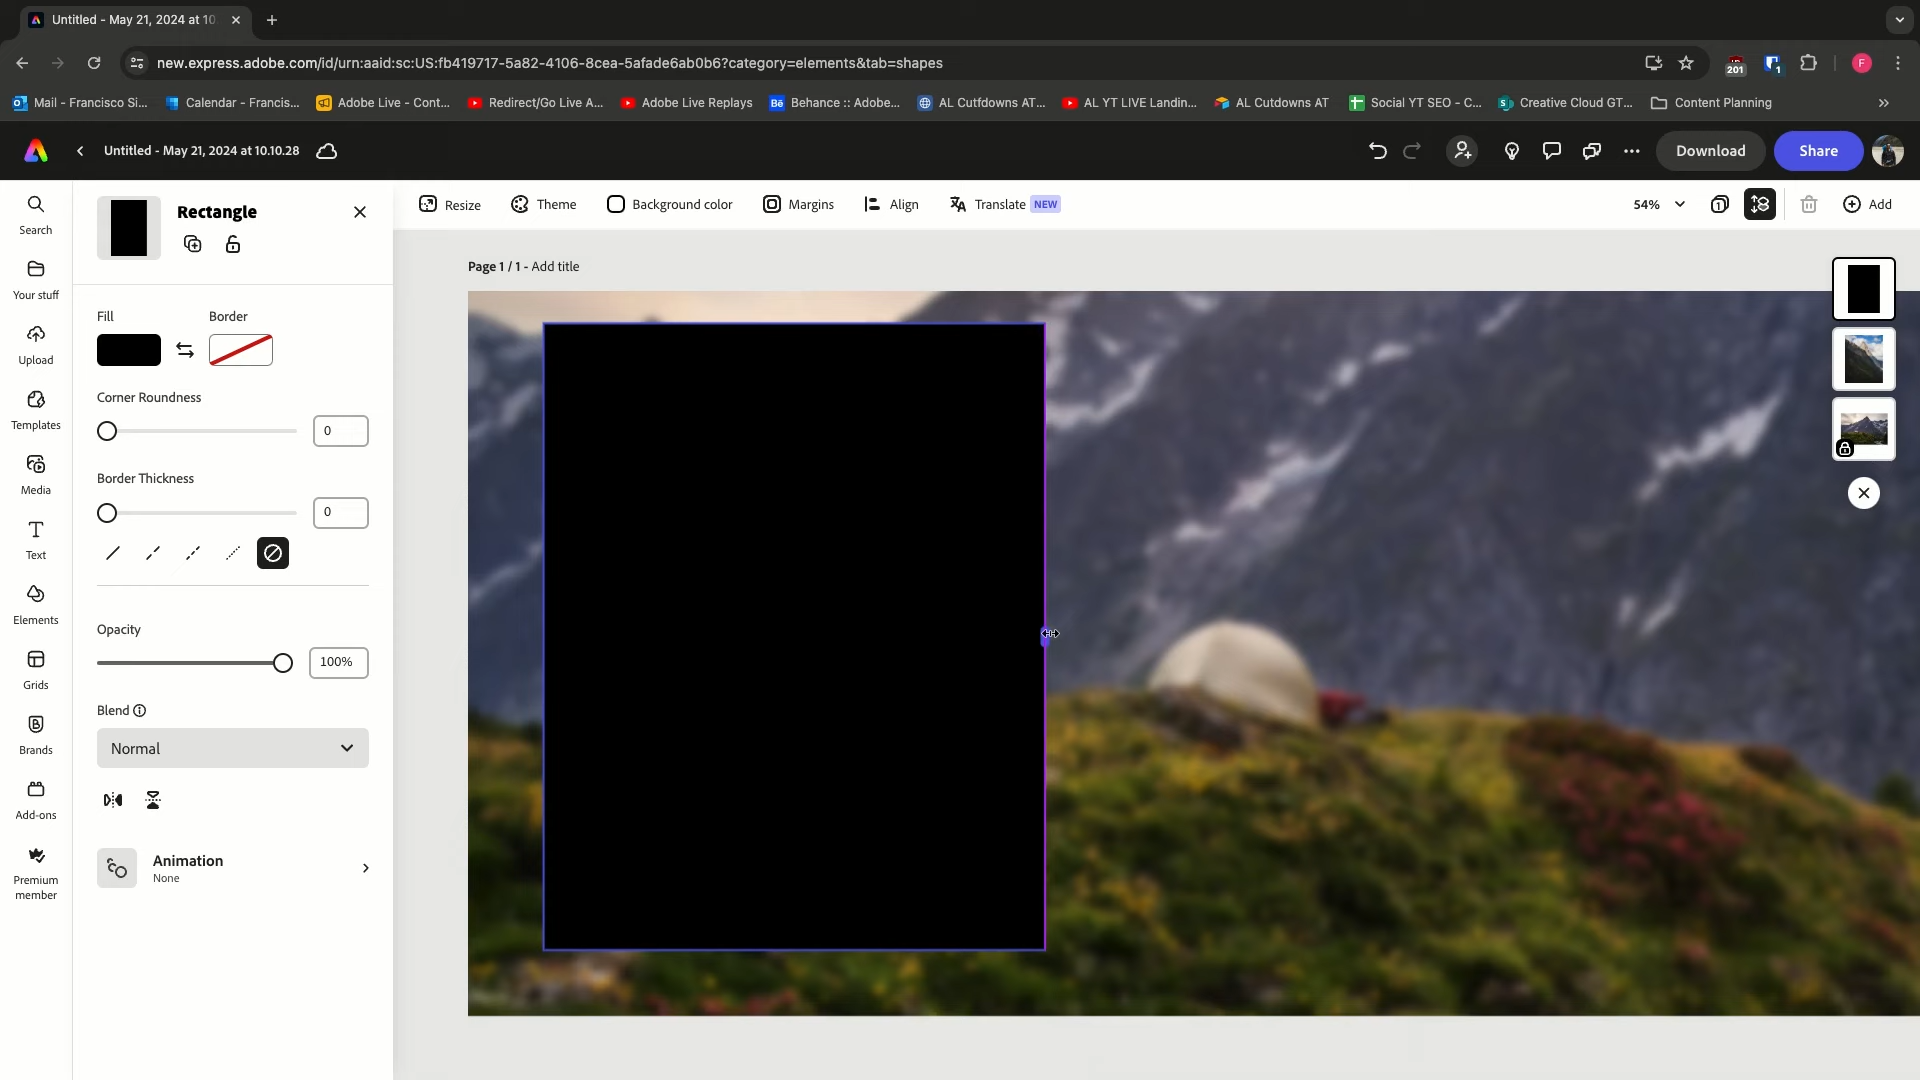 Untitled - May 21, 2024 at 10
new.express.adobe.com/id/urn:aaid:sc:US:fb419717-5a82-4106-8cea-5afade6ab0b6?category=elements&tab=shapes
201
1
F
Mail - Francisco Si...
Calendar - Francis...
Adobe Live - Cont...
Redirect/Go Live A...
Adobe Live Replays
Bē
Behance :: Adobe...
AL Cutfdowns AT...
AL YT LIVE Landin...
AL Cutdowns AT
Social YT SEO - C...
Creative Cloud GT...
Content Planning
Untitled - May 21, 2024 at 10.10.28
Download
Share
Search
Your stuff
Upload
Templates
Media
Text
Elements
Grids
Brands
Add-ons
Premium
member
Rectangle
Fill
Border
Corner Roundness
0
Border Thickness
0
Opacity
100%
Blend
Normal
Animation
None
Resize
Theme
Background color
Margins
Align
Translate
NEW
54%
1
Add
Page 1 / 1 - Add title